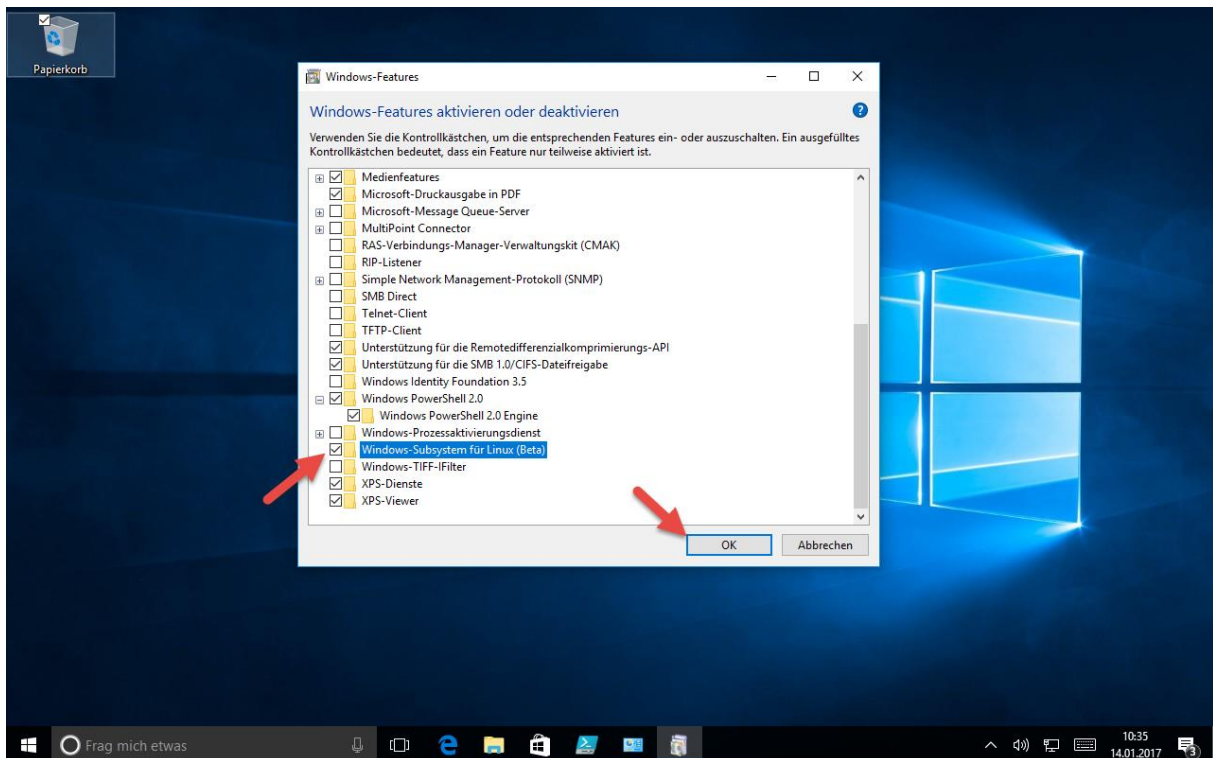 Papierkorb
Windows-Features
Windows-Features aktivieren oder deaktivieren
Verwenden Sie die Kontrollkästchen, um die entsprechenden Features ein- oder auszuschalten. Ein ausgefülltes
Kontrollkästchen bedeutet, dass ein Feature nur teilweise aktiviert ist.
Medienfeatures
Microsoft-Druckausgabe in PDF
Microsoft-Message Queue-Server
MultiPoint Connector
RAS-Verbindungs-Manager-Verwaltungskit (CMAK)
RIP-Listener
Simple Network Management-Protokoll (SNMP)
SMB Direct
Telnet-Client
TFTP-Client
Unterstützung für die Remotedifferenzialkomprimierungs-API
Unterstützung für die SMB 1.0/CIFS-Dateifreigabe
Windows Identity Foundation 3.5
Windows PowerShell 2.0
Windows PowerShell 2.0 Engine
Windows-Prozessaktivierungsdienst
Windows-Subsystem für Linux (Beta)
Windows-TIFF-IFilter
XPS-Dienste
XPS-Viewer
OK Abbrechen
Frag mich etwas
10:35
14.01.2017
3